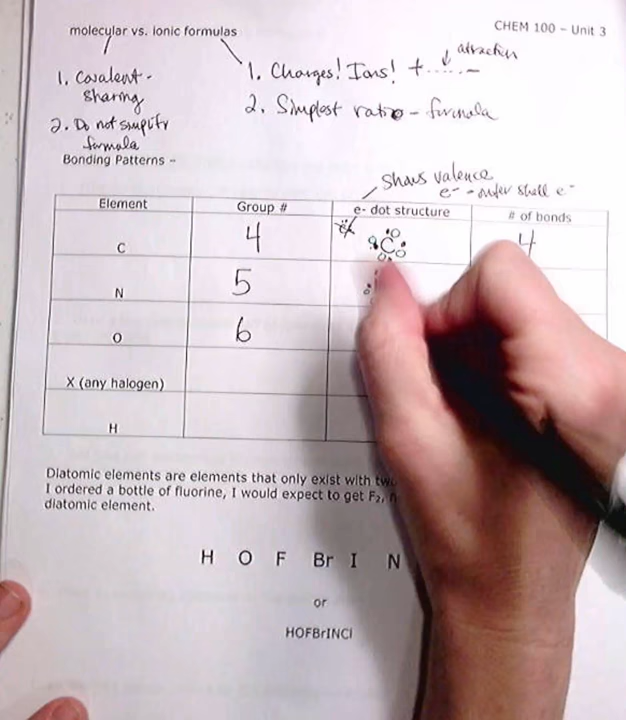 molecular vs. ionic formulas
CHEM 100 – Unit 3
attraction
1. Covalent -
sharing
2. Do not simplify
formula
1. Charges! Ions! +......–
2. Simplest ratio – formula
Bonding Patterns –
shows valence
e- - outer shell e-
Element Group # e- dot structure # of bonds
C 4 C 4
N 5
O 6
X (any halogen)
H
Diatomic elements are elements that only exist with
I ordered a bottle of fluorine, I would expect to get F₂,
diatomic element.
H O F Br I N
or
HOFBrINCl